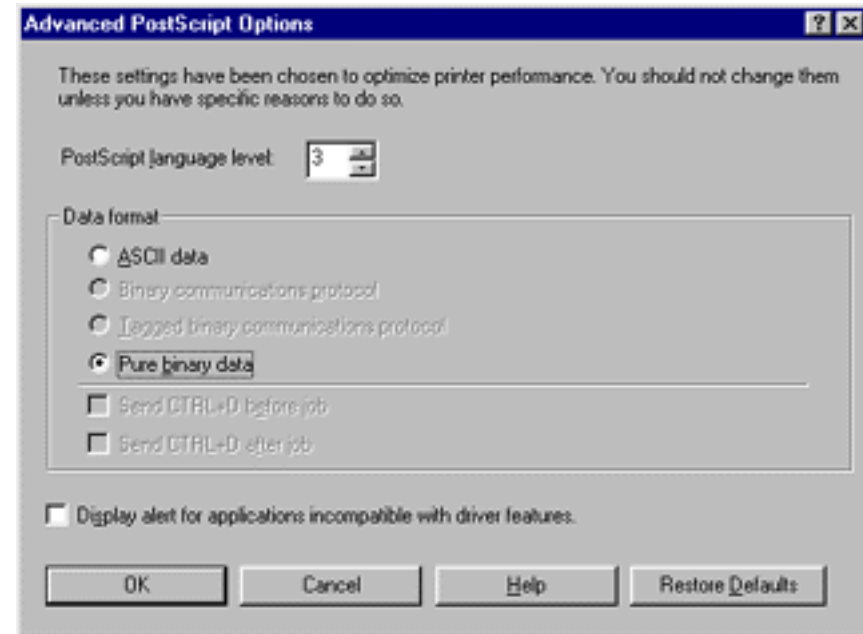 Advanced PostScript Options
These settings have been chosen to optimize printer performance. You should not change them
unless you have specific reasons to do so.
PostScript language level: 3
Data format
ASCII data
Binary communications protocol
Tagged binary communications protocol
Pure binary data
Send CTRL+D before job
Send CTRL+D after job
Display alert for applications incompatible with driver features.
OK Cancel Help Restore Defaults